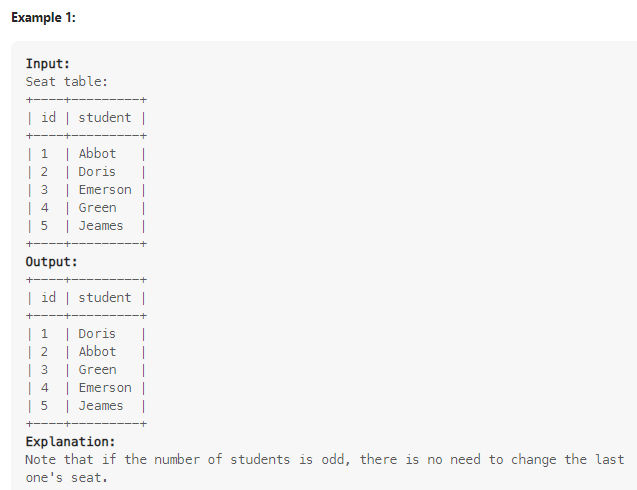 Example 1:
Input:
Seat table:
+----+---------+
| id | student |
+----+---------+
| 1  | Abbot   |
| 2  | Doris   |
| 3  | Emerson |
| 4  | Green   |
| 5  | Jeames  |
+----+---------+
Output:
+----+---------+
| id | student |
+----+---------+
| 1  | Doris   |
| 2  | Abbot   |
| 3  | Green   |
| 4  | Emerson |
| 5  | Jeames  |
+----+---------+
Explanation:
Note that if the number of students is odd, there is no need to change the last
one's seat.